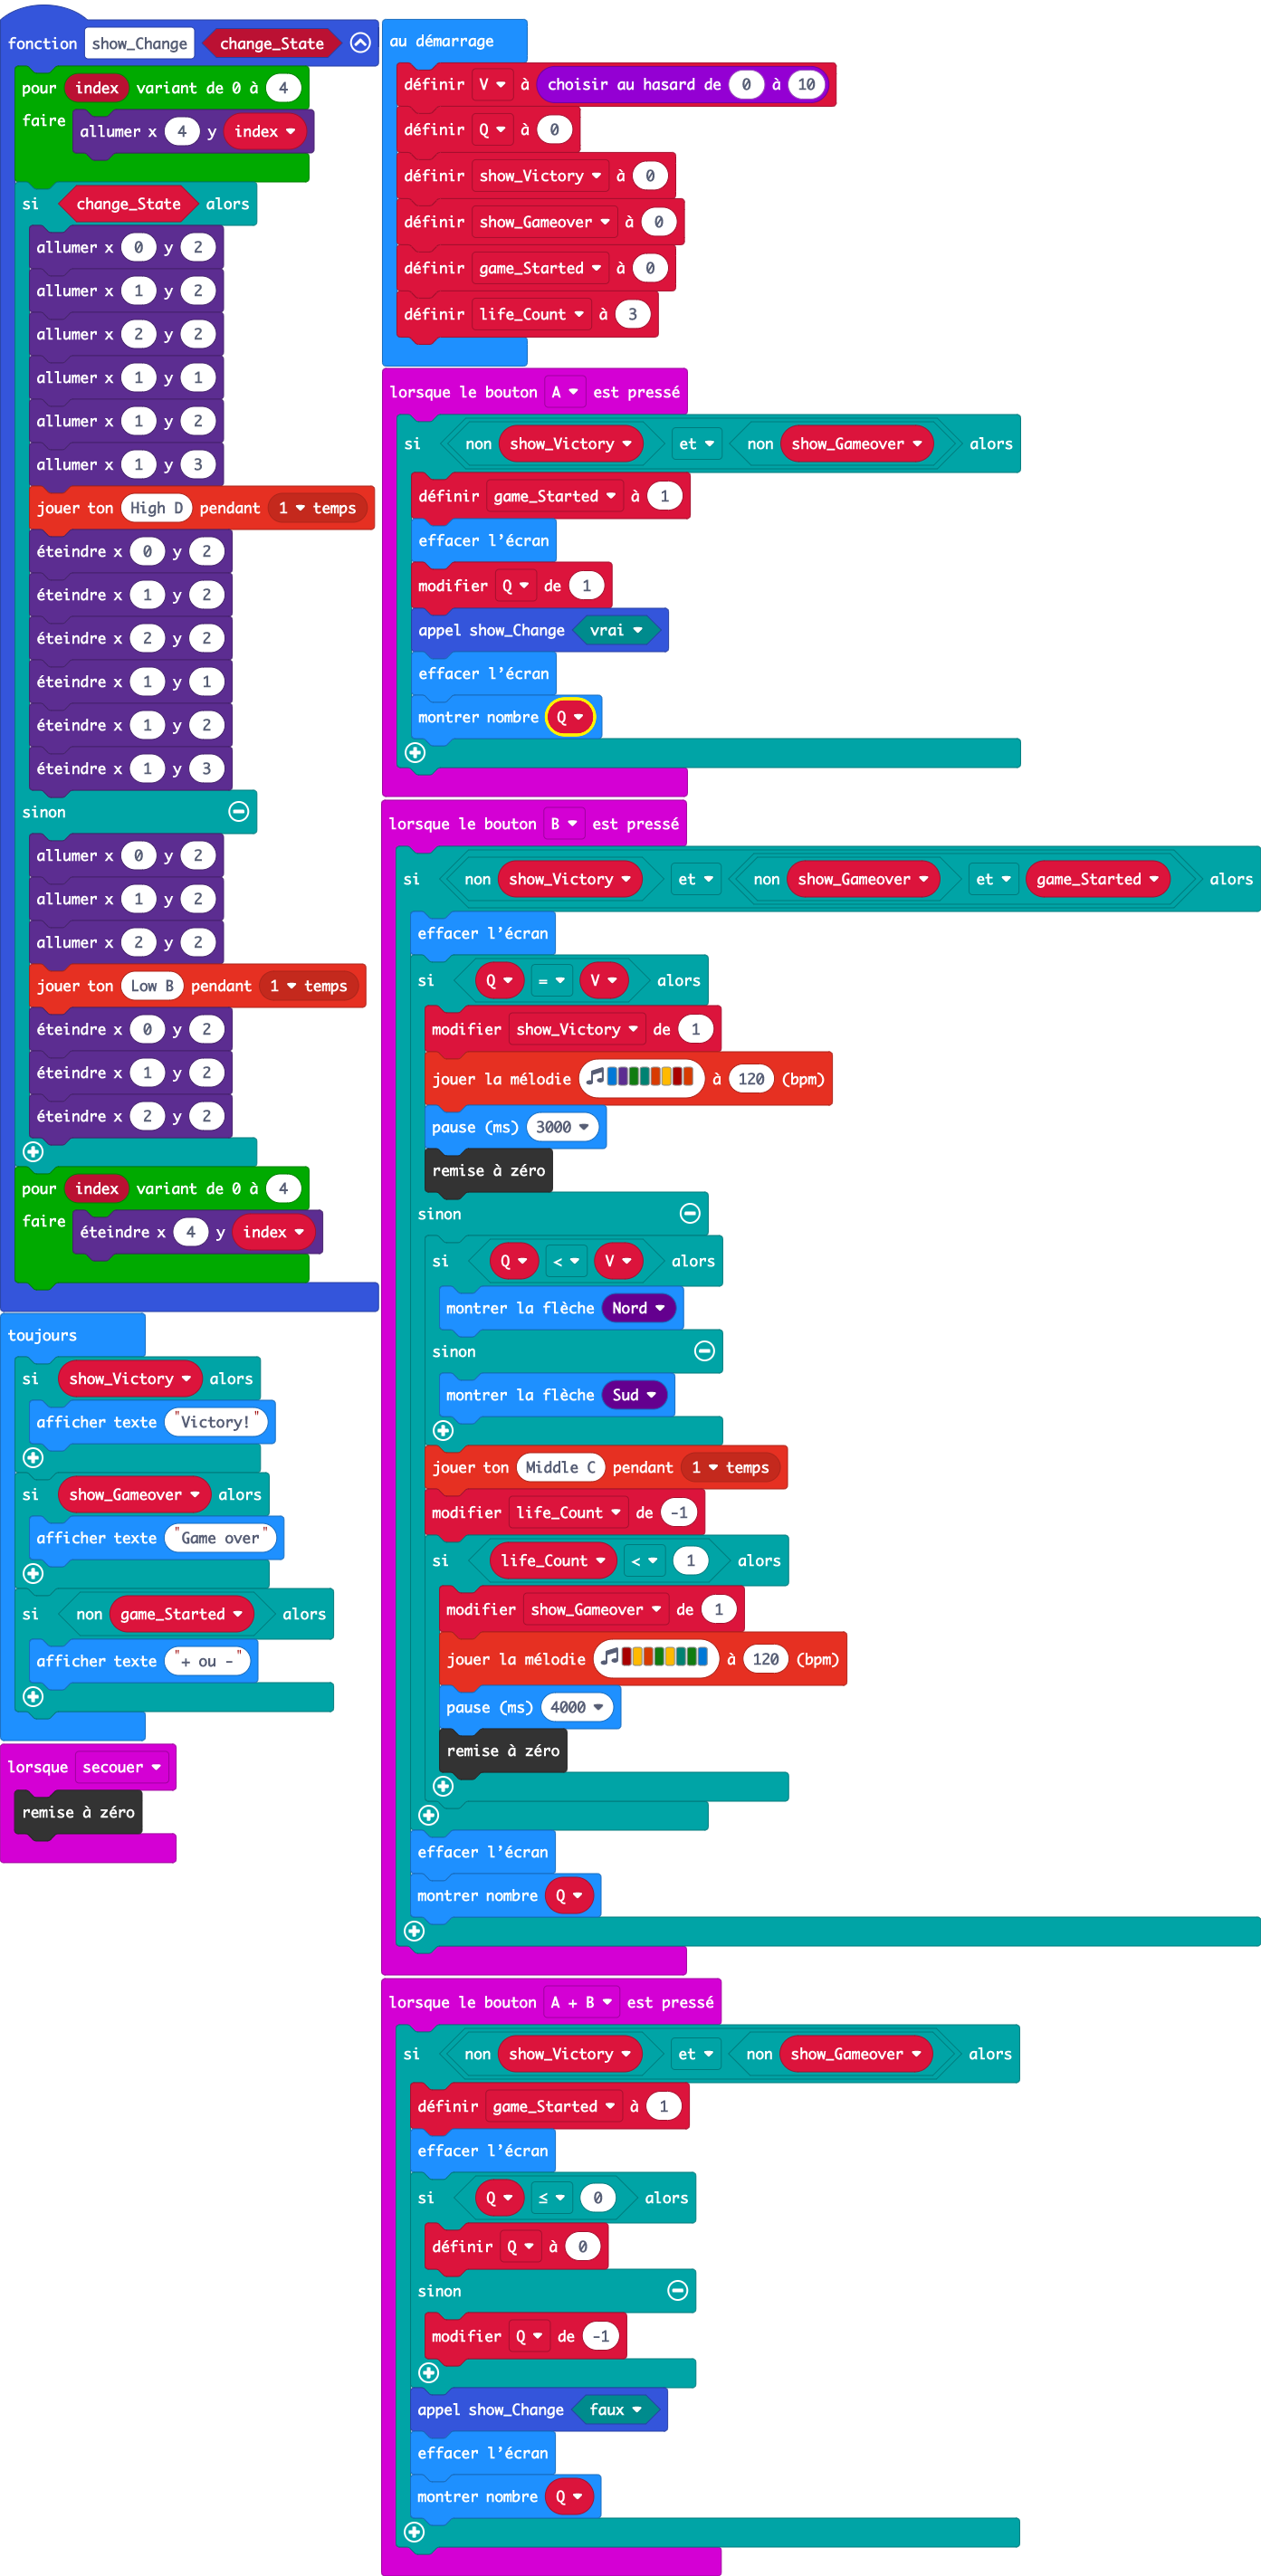 fonction show_Change change_State
pour index variant de 0 à 4
faire allumer x 4 y index
si change_State alors
allumer x 0 y 2
allumer x 1 y 2
allumer x 2 y 2
allumer x 1 y 1
allumer x 1 y 2
allumer x 1 y 3
jouer ton High D pendant 1 temps
éteindre x 0 y 2
éteindre x 1 y 2
éteindre x 2 y 2
éteindre x 1 y 1
éteindre x 1 y 2
éteindre x 1 y 3
sinon
allumer x 0 y 2
allumer x 1 y 2
allumer x 2 y 2
jouer ton Low B pendant 1 temps
éteindre x 0 y 2
éteindre x 1 y 2
éteindre x 2 y 2
pour index variant de 0 à 4
faire éteindre x 4 y index
toujours
si show_Victory alors
afficher texte "Victory!"
si show_Gameover alors
afficher texte "Game over"
si non game_Started alors
afficher texte "+ ou -"
lorsque secouer
remise à zéro
au démarrage
définir V à choisir au hasard de 0 à 10
définir Q à 0
définir show_Victory à 0
définir show_Gameover à 0
définir game_Started à 0
définir life_Count à 3
lorsque le bouton A est pressé
si non show_Victory et non show_Gameover alors
définir game_Started à 1
effacer l'écran
modifier Q de 1
appel show_Change vrai
effacer l'écran
montrer nombre Q
lorsque le bouton B est pressé
si non show_Victory et non show_Gameover et game_Started alors
effacer l'écran
si Q = V alors
modifier show_Victory de 1
jouer la mélodie à 120 (bpm)
pause (ms) 3000
remise à zéro
sinon
si Q < V alors
montrer la flèche Nord
sinon
montrer la flèche Sud
jouer ton Middle C pendant 1 temps
modifier life_Count de -1
si life_Count < 1 alors
modifier show_Gameover de 1
jouer la mélodie à 120 (bpm)
pause (ms) 4000
remise à zéro
effacer l'écran
montrer nombre Q
lorsque le bouton A + B est pressé
si non show_Victory et non show_Gameover alors
définir game_Started à 1
effacer l'écran
si Q ≤ 0 alors
définir Q à 0
sinon
modifier Q de -1
appel show_Change faux
effacer l'écran
montrer nombre Q